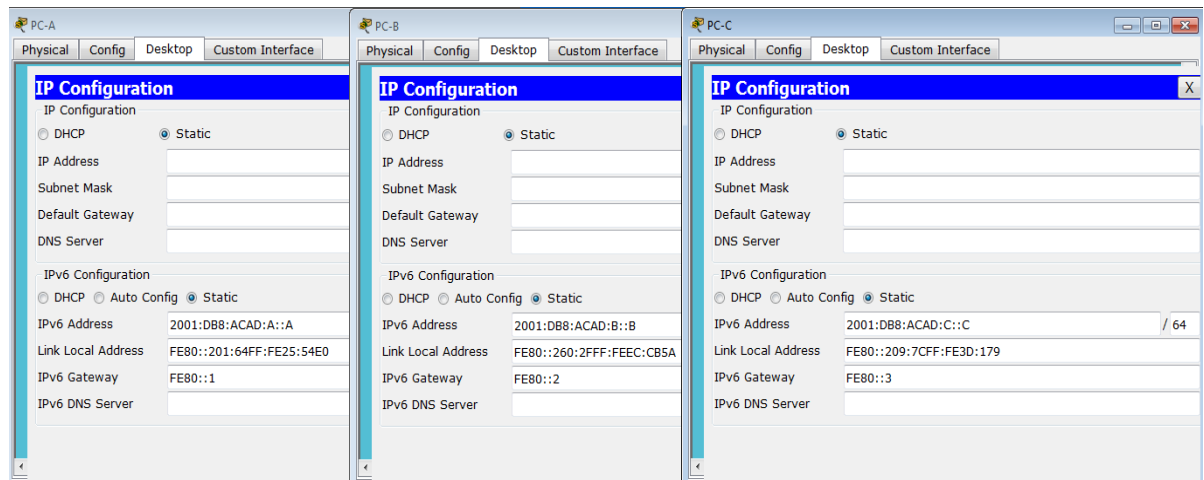 PC-A
Physical Config Desktop Custom Interface
IP Configuration
IP Configuration
DHCP Static
IP Address
Subnet Mask
Default Gateway
DNS Server
IPv6 Configuration
DHCP Auto Config Static
IPv6 Address 2001:DB8:ACAD:A::A
Link Local Address FE80::201:64FF:FE25:54E0
IPv6 Gateway FE80::1
IPv6 DNS Server
PC-B
Physical Config Desktop Custom Interface
IP Configuration
IP Configuration
DHCP Static
IP Address
Subnet Mask
Default Gateway
DNS Server
IPv6 Configuration
DHCP Auto Config Static
IPv6 Address 2001:DB8:ACAD:B::B
Link Local Address FE80::260:2FFF:FEEC:CB5A
IPv6 Gateway FE80::2
IPv6 DNS Server
PC-C
Physical Config Desktop Custom Interface
IP Configuration X
IP Configuration
DHCP Static
IP Address
Subnet Mask
Default Gateway
DNS Server
IPv6 Configuration
DHCP Auto Config Static
IPv6 Address 2001:DB8:ACAD:C::C / 64
Link Local Address FE80::209:7CFF:FE3D:179
IPv6 Gateway FE80::3
IPv6 DNS Server